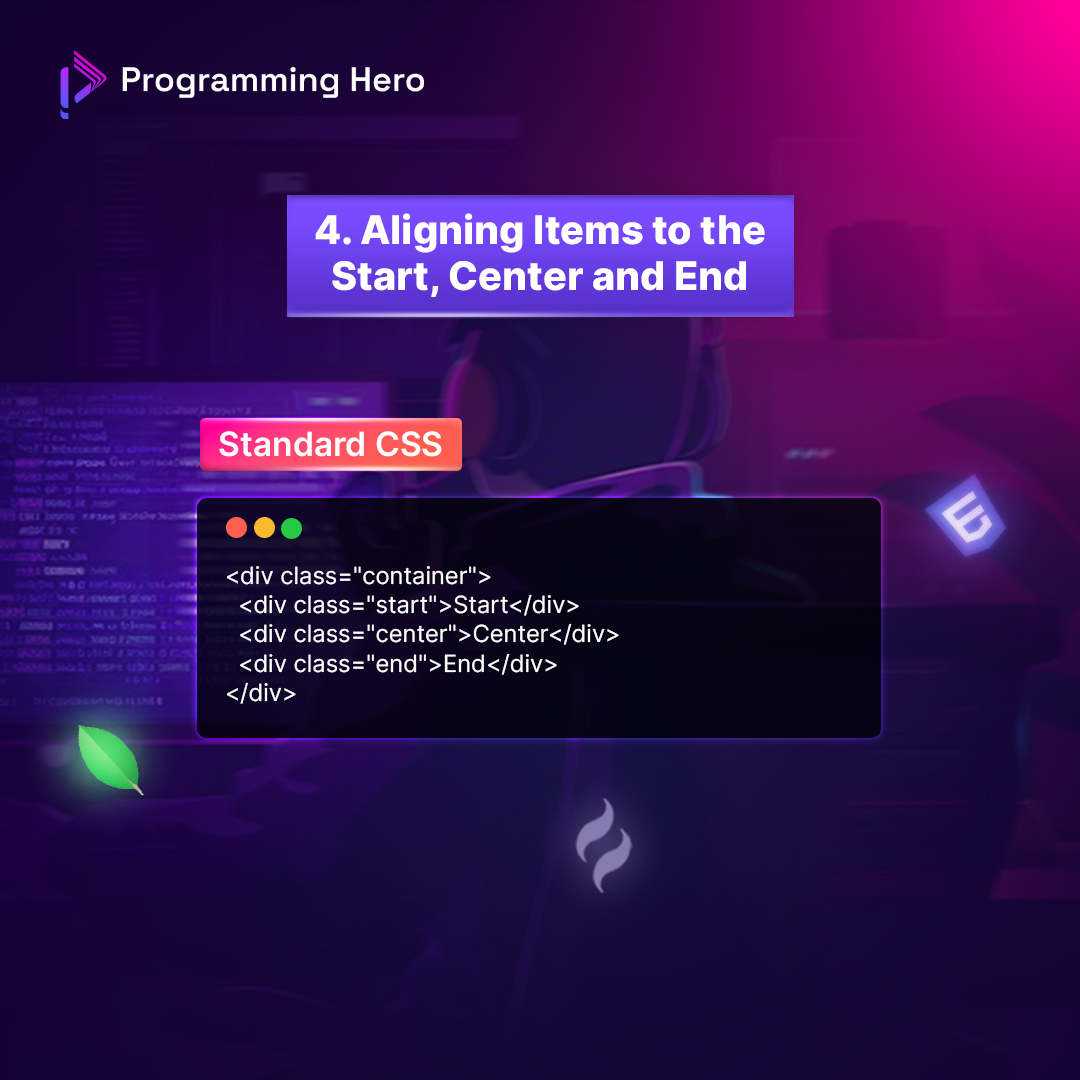 Programming Hero
4. Aligning Items to the
Start, Center and End
Standard CSS
<div class="container">
  <div class="start">Start</div>
  <div class="center">Center</div>
  <div class="end">End</div>
</div>